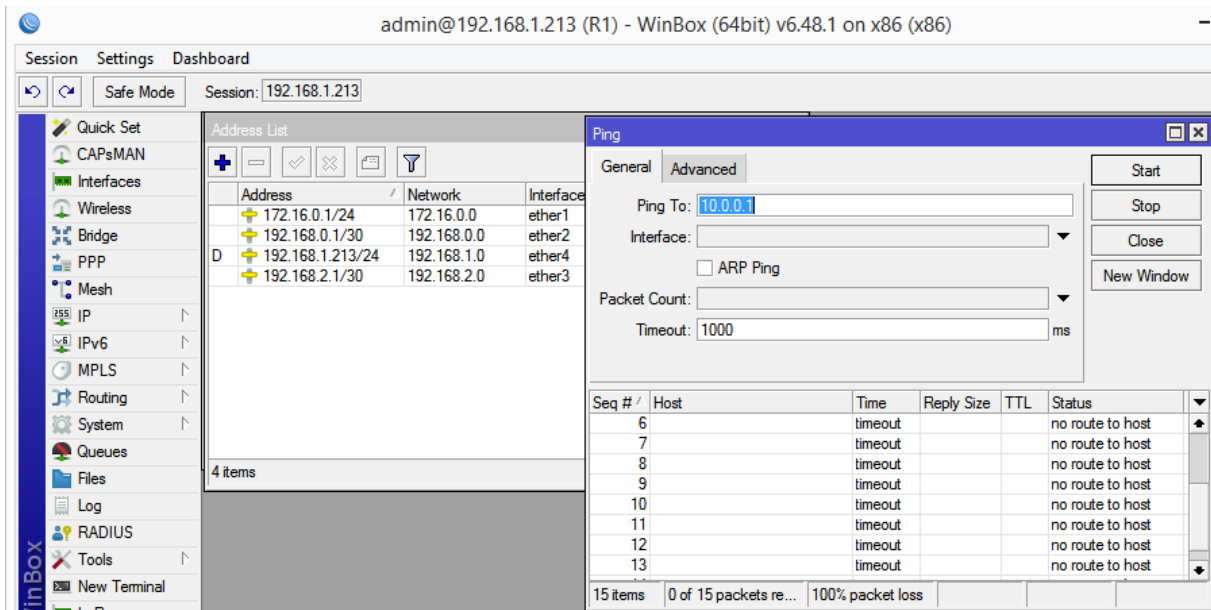 admin@192.168.1.213 (R1) - WinBox (64bit) v6.48.1 on x86 (x86)
Session Settings Dashboard
Safe Mode Session: 192.168.1.213
Quick Set
CAPsMAN
Interfaces
Wireless
Bridge
PPP
Mesh
IP
IPv6
MPLS
Routing
System
Queues
Files
Log
RADIUS
Tools
New Terminal
inBox
Address List
Address Network Interface
172.16.0.1/24 172.16.0.0 ether1
192.168.0.1/30 192.168.0.0 ether2
D 192.168.1.213/24 192.168.1.0 ether4
192.168.2.1/30 192.168.2.0 ether3
4 items
Ping
General Advanced
Ping To: 10.0.0.1
Interface:
ARP Ping
Packet Count:
Timeout: 1000 ms
Start
Stop
Close
New Window
Seq # Host Time Reply Size TTL Status
6 timeout no route to host
7 timeout no route to host
8 timeout no route to host
9 timeout no route to host
10 timeout no route to host
11 timeout no route to host
12 timeout no route to host
13 timeout no route to host
15 items 0 of 15 packets re... 100% packet loss